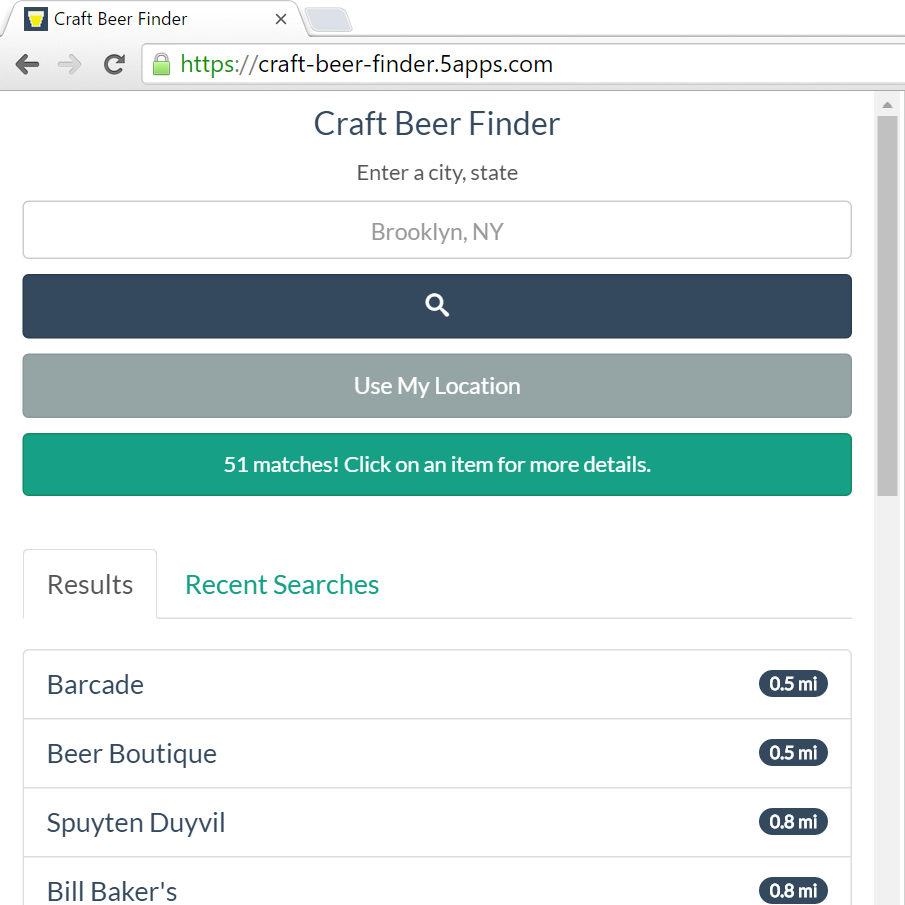 Craft Beer Finder
https://craft-beer-finder.5apps.com
Craft Beer Finder
Enter a city, state
Brooklyn, NY
Use My Location
51 matches! Click on an item for more details.
Results Recent Searches
Barcade 0.5 mi
Beer Boutique 0.5 mi
Spuyten Duyvil 0.8 mi
Bill Baker's 0.8 mi